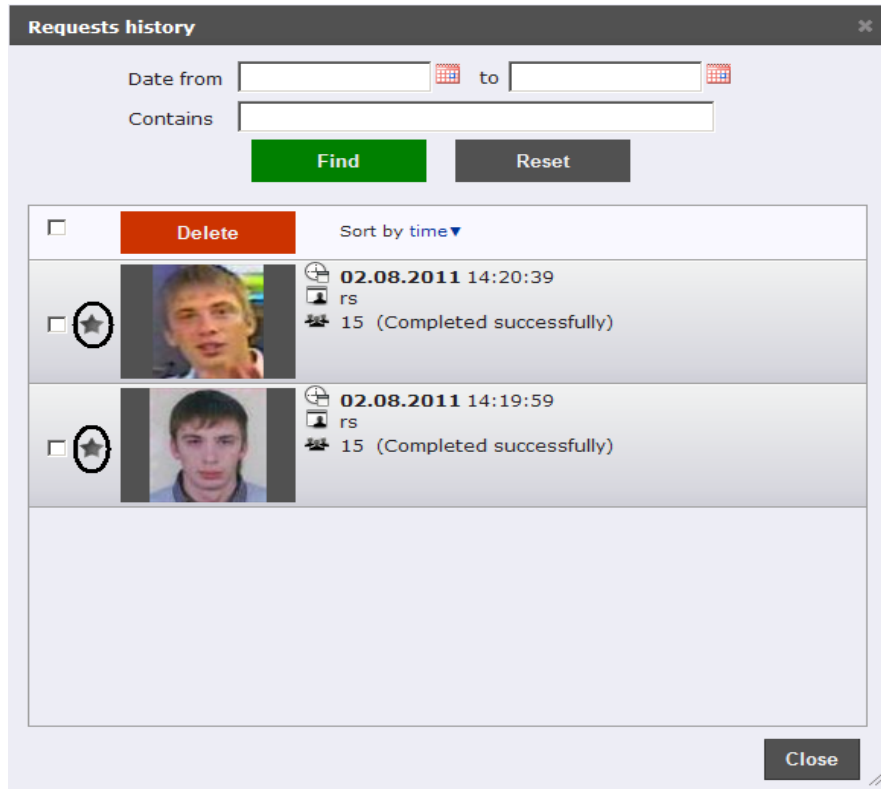 Requests history
Date from to
Contains
Find Reset
Delete Sort by time▼
02.08.2011 14:20:39
rs
15 (Completed successfully)
02.08.2011 14:19:59
rs
15 (Completed successfully)
Close